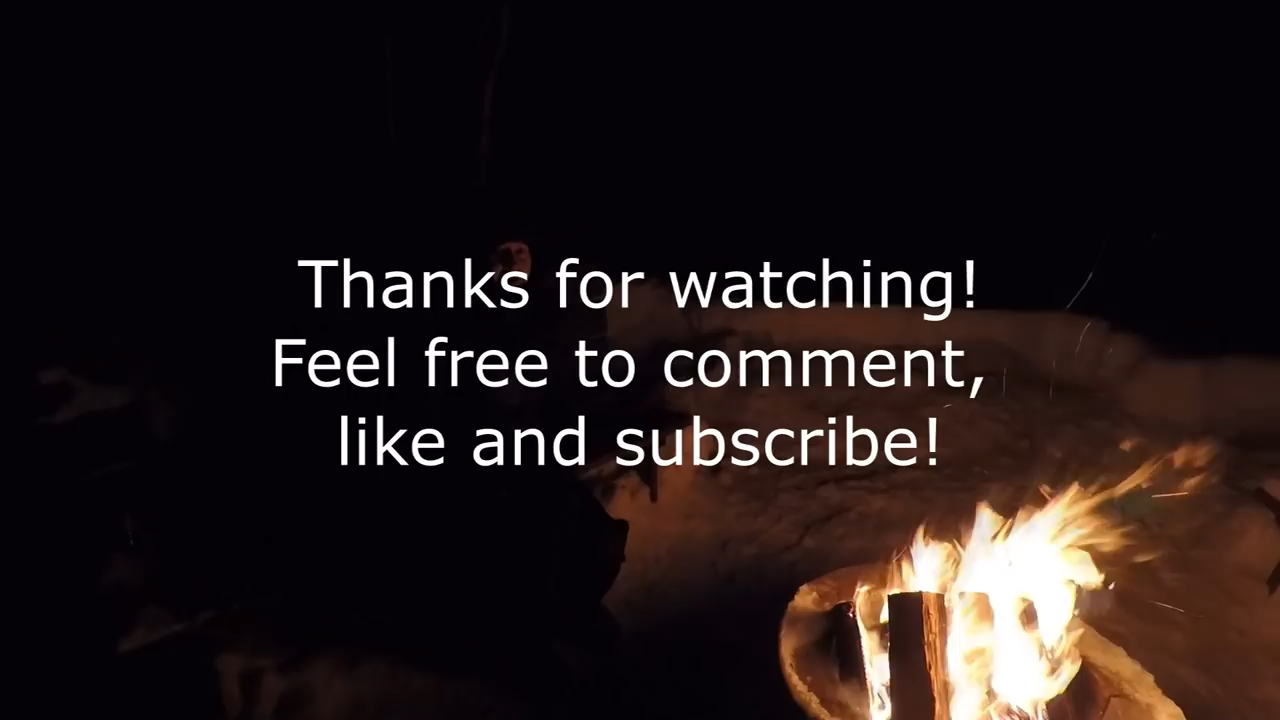 Thanks for watching!
Feel free to comment,
like and subscribe!